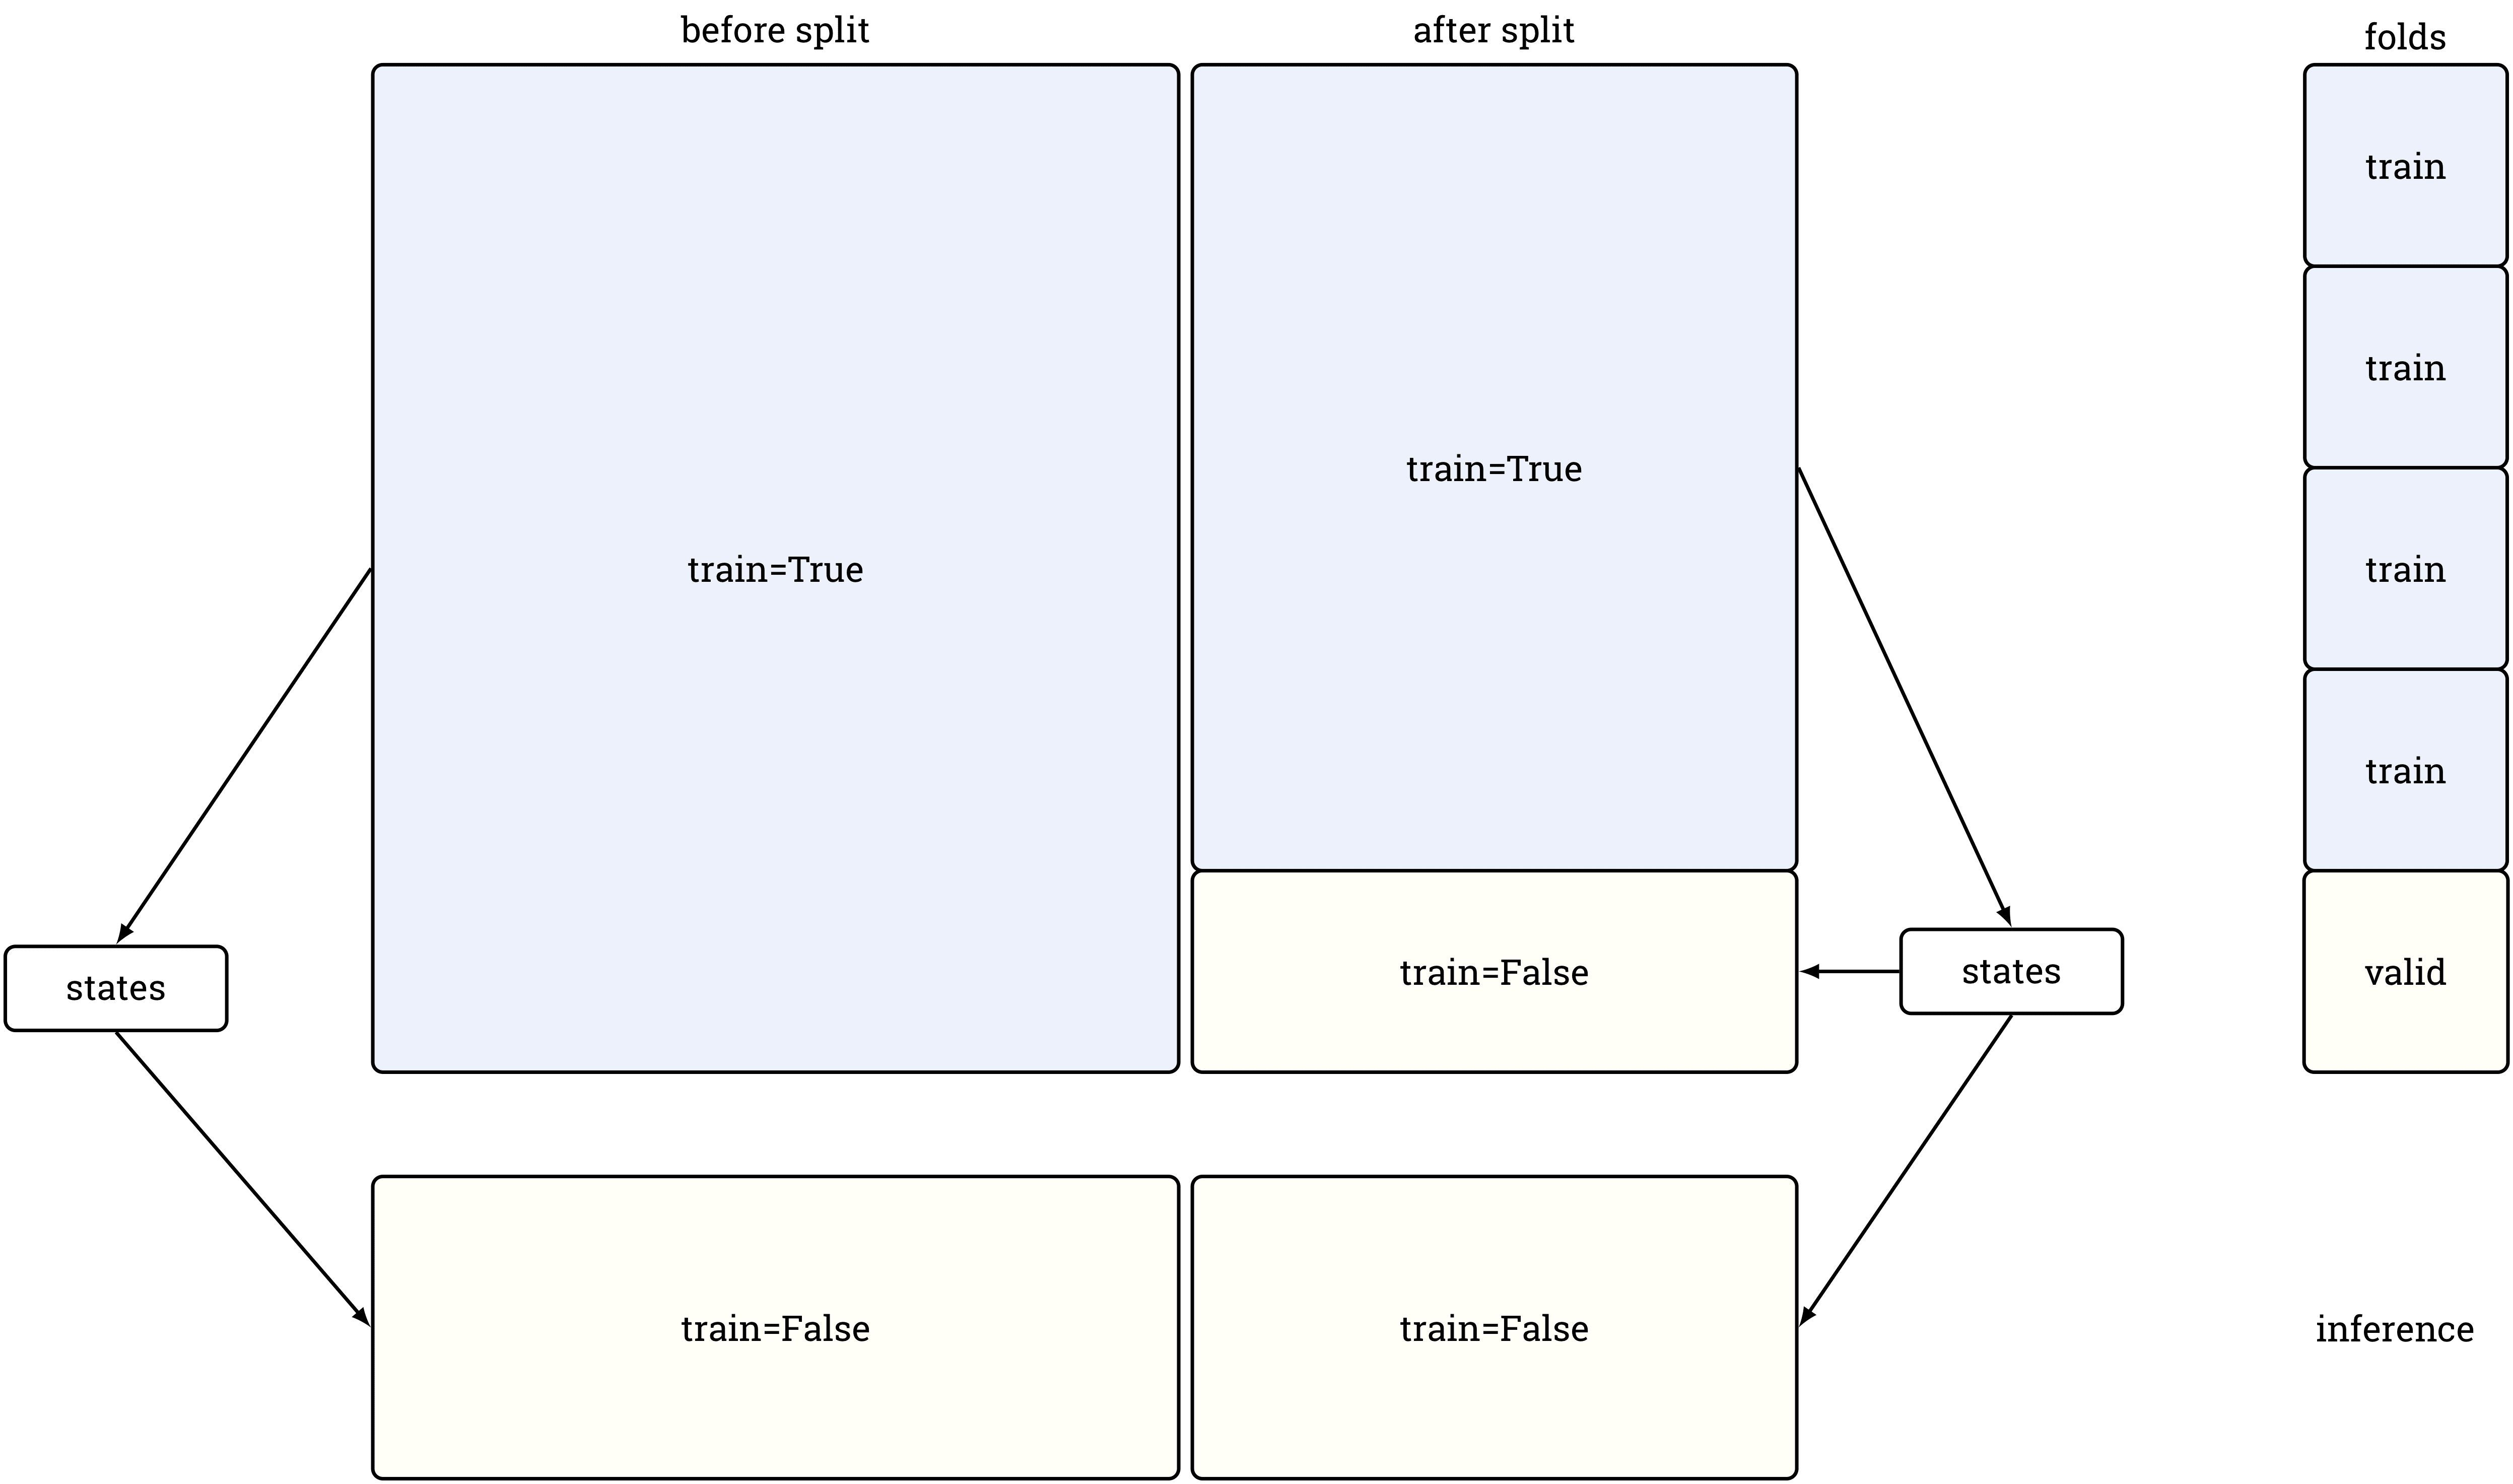 before split
after split
folds
train
train
train=True
train=True
train
train
states
train=False
states
valid
train=False
train=False
inference